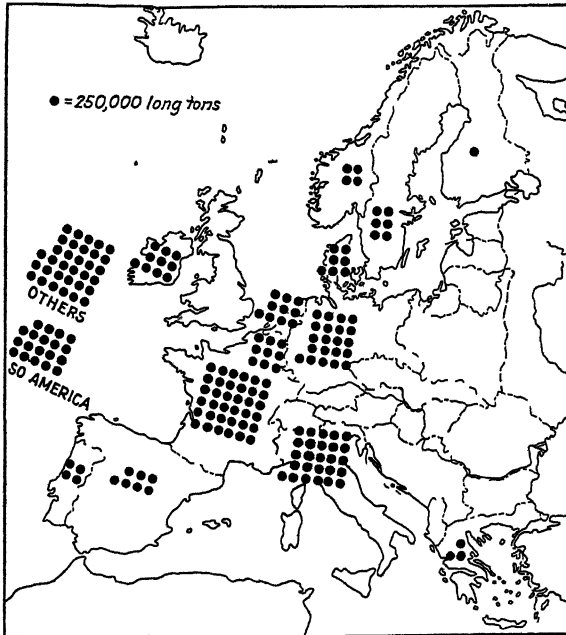 ● = 250,000 long tons
OTHERS
SO AMERICA